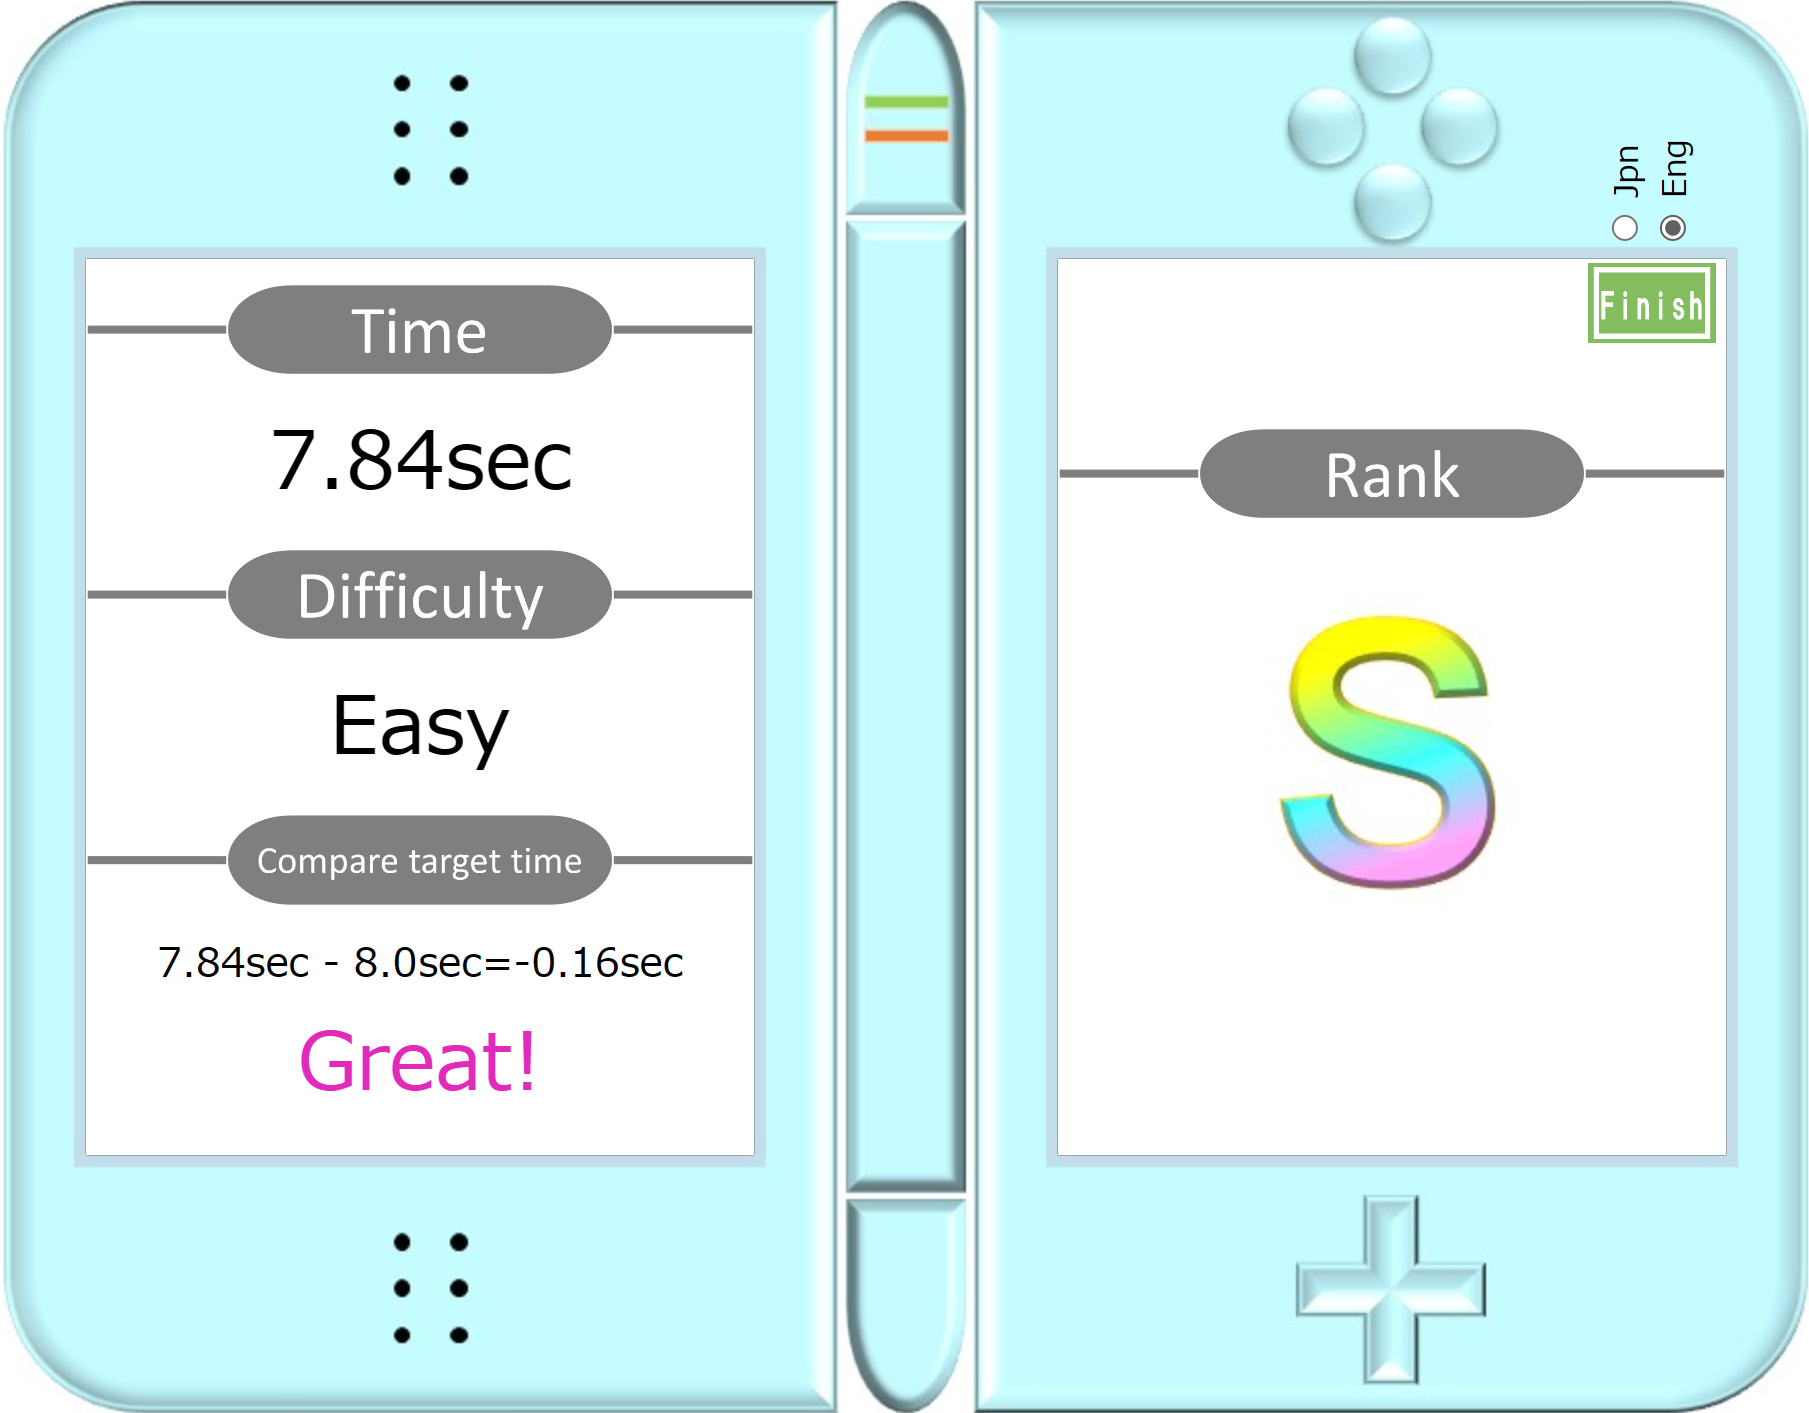 Time
7.84sec
Difficulty
Easy
Compare target time
7.84sec - 8.0sec=-0.16sec
Great!
Jpn
Eng
Finish
Rank
S